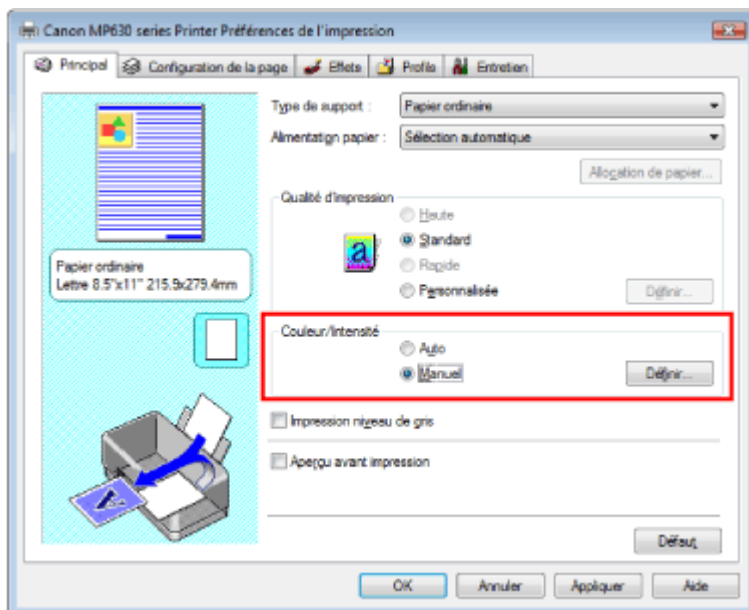 Canon MP630 series Printer Préférences de l'impression
Principal Configuration de la page Effets Profile Entretien
Type de support : Papier ordinaire
Alimentation papier : Sélection automatique
Allocation de papier...
Qualité d'impression
Haute
a Standard
Rapide
Personnalisée Définir...
Papier ordinaire
Lettre 8.5"x11" 215.9x279.4mm
Couleur/Intensité
Auto
Manuel Définir...
Impression niveau de gris
Aperçu avant impression
A
Défaut
OK Annuler Appliquer Aide